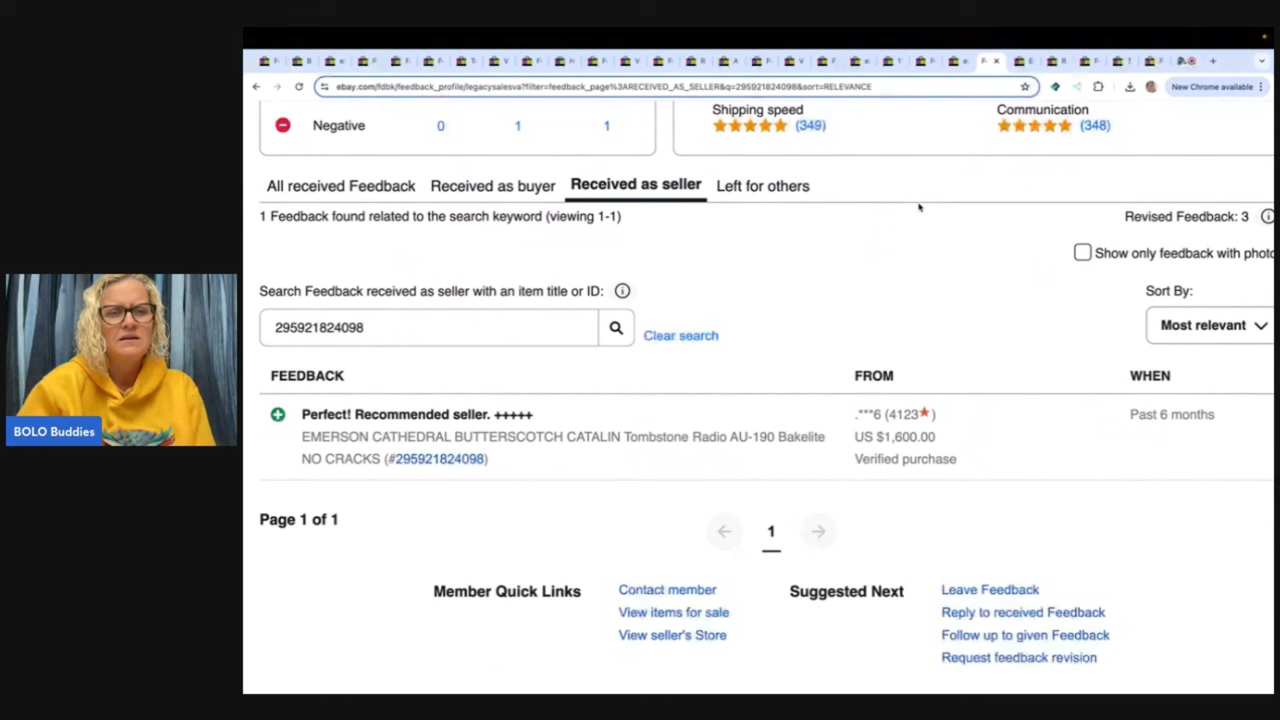 ebay.com/fdbk/feedback_profile/legacysalesva?filter=feedback_page%3ARECEIVED_AS_SELLER&q=295921824098&sort=RELEVANCE
New Chrome available
Shipping speed
Communication
Negative 0 1 1
(349)
(348)
All received Feedback Received as buyer Received as seller Left for others
1 Feedback found related to the search keyword (viewing 1-1)
Revised Feedback: 3
Show only feedback with photo
Search Feedback received as seller with an item title or ID:
Sort By:
295921824098
Clear search
Most relevant
FEEDBACK FROM WHEN
Perfect! Recommended seller. +++++
.***6 (4123)
Past 6 months
EMERSON CATHEDRAL BUTTERSCOTCH CATALIN Tombstone Radio AU-190 Bakelite
US $1,600.00
NO CRACKS (#295921824098)
Verified purchase
BOLO Buddies
Page 1 of 1
1
Member Quick Links
Contact member
View items for sale
View seller's Store
Suggested Next
Leave Feedback
Reply to received Feedback
Follow up to given Feedback
Request feedback revision